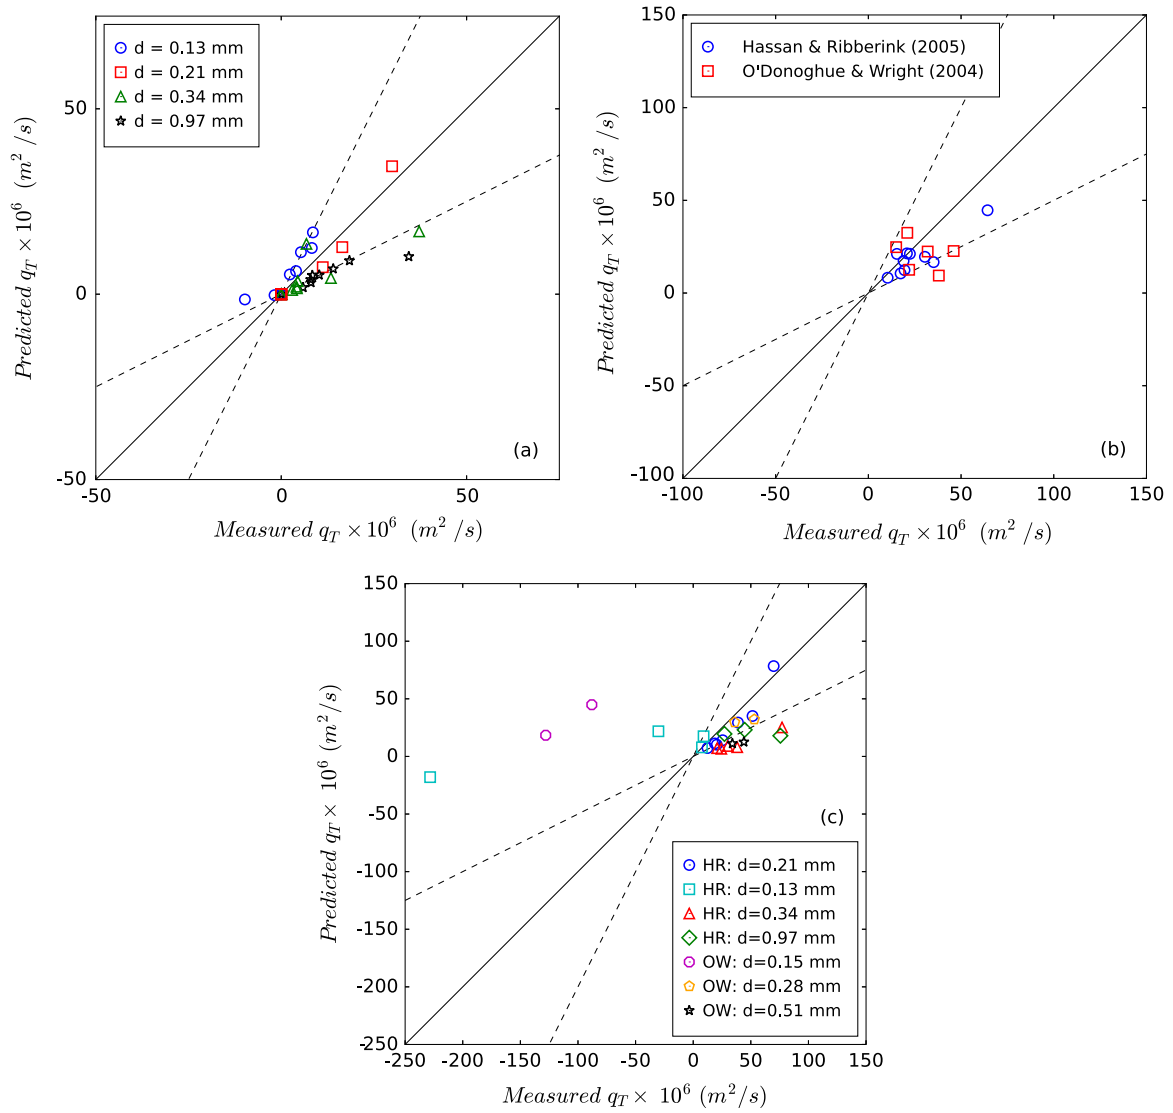 d = 0.13 mm
d = 0.21 mm
d = 0.34 mm
d = 0.97 mm
50
0
-50
-50
0
50
(a)
Predicted q_T × 10^6 (m^2 /s)
Measured q_T × 10^6 (m^2 /s)
Hassan & Ribberink (2005)
O'Donoghue & Wright (2004)
150
100
50
0
-50
-100
-100
-50
0
50
100
150
(b)
Predicted q_T × 10^6 (m^2 /s)
Measured q_T × 10^6 (m^2 /s)
150
100
50
0
-50
-100
-150
-200
-250
-250
-200
-150
-100
-50
0
50
100
150
(c)
HR: d=0.21 mm
HR: d=0.13 mm
HR: d=0.34 mm
HR: d=0.97 mm
OW: d=0.15 mm
OW: d=0.28 mm
OW: d=0.51 mm
Predicted q_T × 10^6 (m^2/s)
Measured q_T × 10^6 (m^2/s)